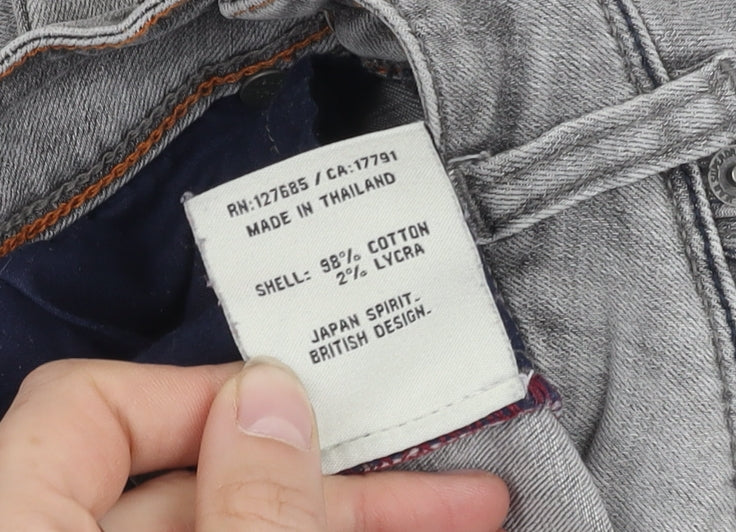 RN:127685 / CA:17791
MADE IN THAILAND
SHELL: 98% COTTON
2% LYCRA
JAPAN SPIRIT.
BRITISH DESIGN.